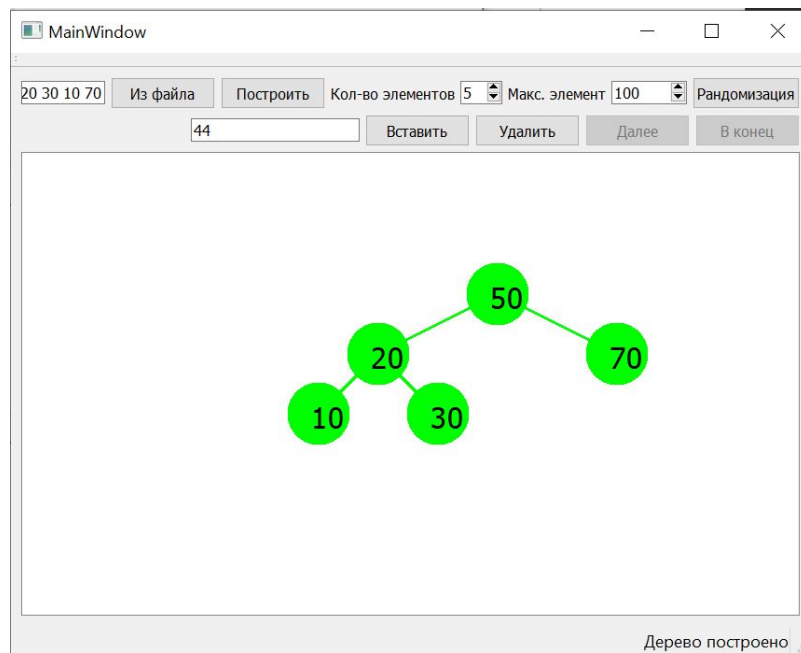 MainWindow
20 30 10 70 Из файла Построить Кол-во элементов 5 Макс. элемент 100 Рандомизация
44 Вставить Удалить Далее В конец
50
20 70
10 30
Дерево построено